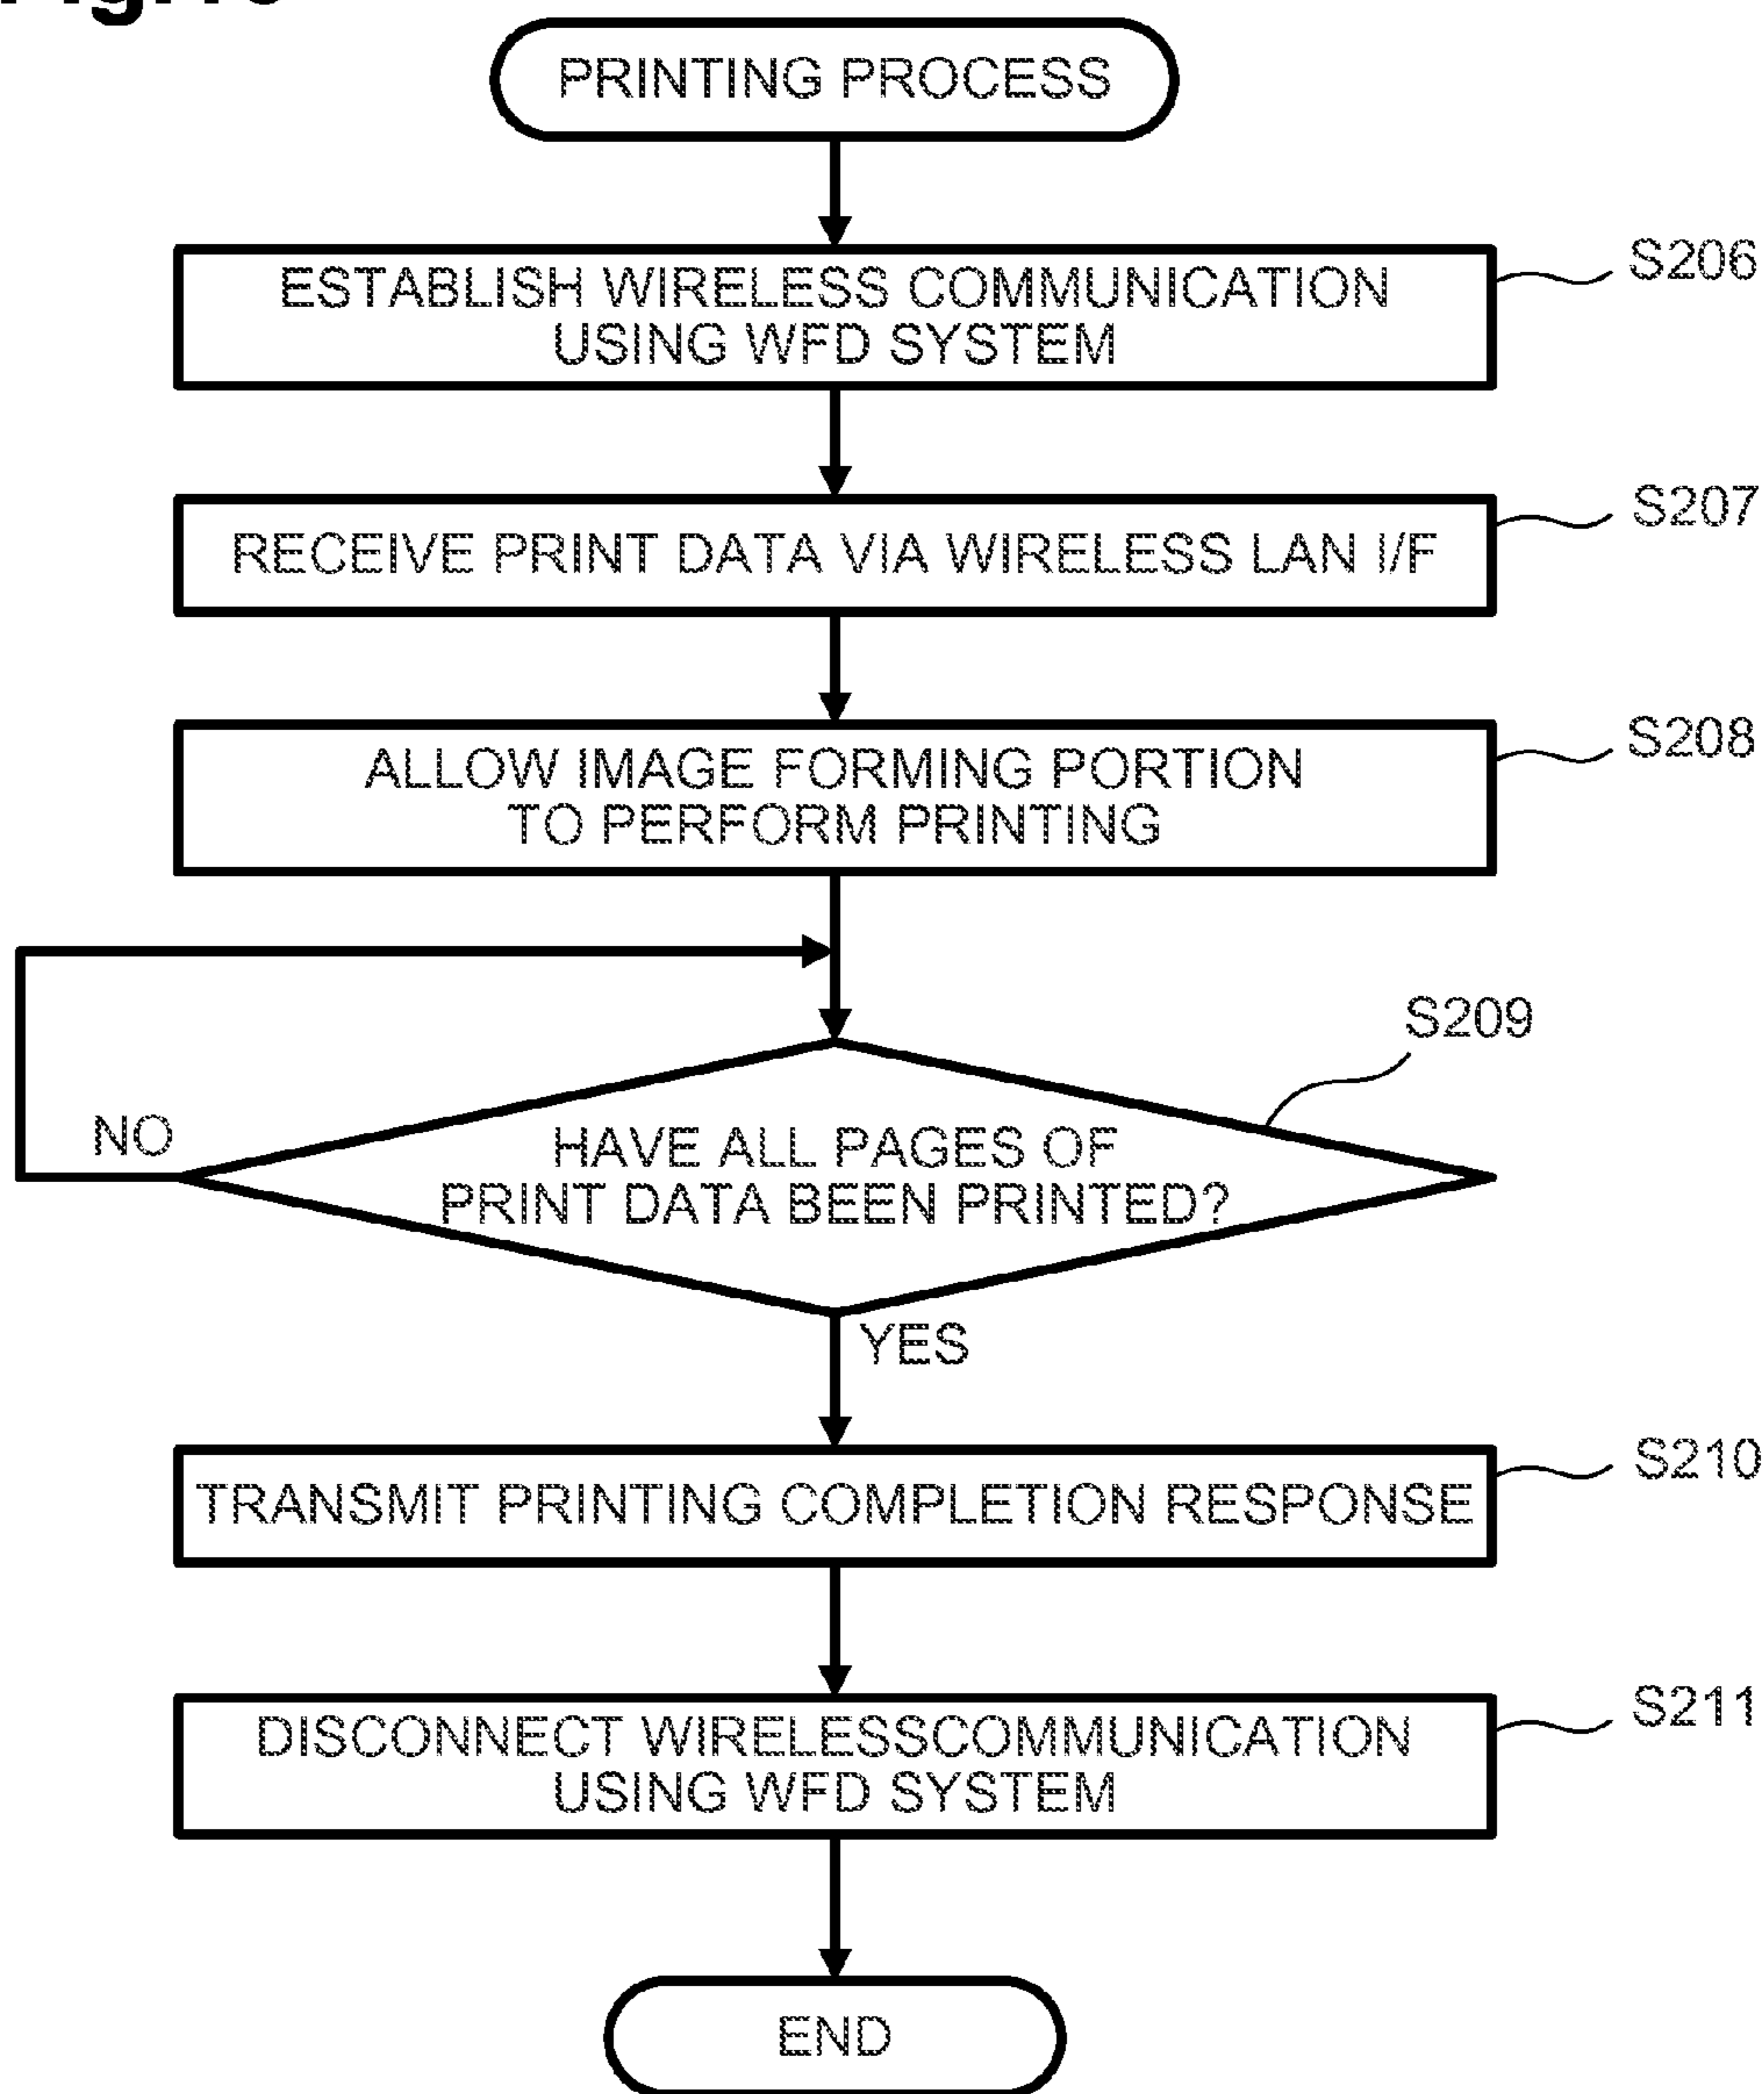 PRINTING PROCESS
ESTABLISH WIRELESS COMMUNICATION
USING WFD SYSTEM
S206
RECEIVE PRINT DATA VIA WIRELESS LAN I/F
S207
ALLOW IMAGE FORMING PORTION
TO PERFORM PRINTING
S208
S209
NO
HAVE ALL PAGES OF
PRINT DATA BEEN PRINTED?
YES
TRANSMIT PRINTING COMPLETION RESPONSE
S210
DISCONNECT WIRELESSCOMMUNICATION
USING WFD SYSTEM
S211
END